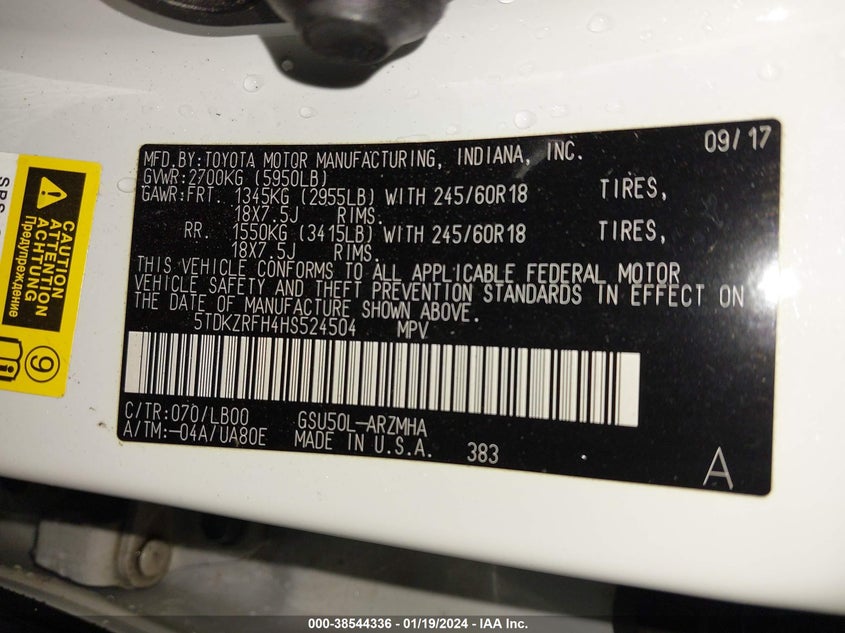 MFD.BY:TOYOTA MOTOR MANUFACTURING, INDIANA, INC. 09/17
GVWR:2700KG (5950LB)
GAWR:FRT. 1345KG (2955LB) WITH 245/60R18 TIRES,
18X7.5J RIMS.
RR. 1550KG (3415LB) WITH 245/60R18 TIRES,
18X7.5J RIMS.
THIS VEHICLE CONFORMS TO ALL APPLICABLE FEDERAL MOTOR
VEHICLE SAFETY AND THEFT PREVENTION STANDARDS IN EFFECT ON
THE DATE OF MANUFACTURE SHOWN ABOVE.
5TDKZRFH4HS524504 MPV
C/TR:070/LB00 GSU50L-ARZMHA
A/TM:-04A/UA80E MADE IN U.S.A. 383
A
CAUTION
ATTENTION
ACHTUNG
Предупреждение
9
SRS
000-38544336 - 01/19/2024 - IAA Inc.